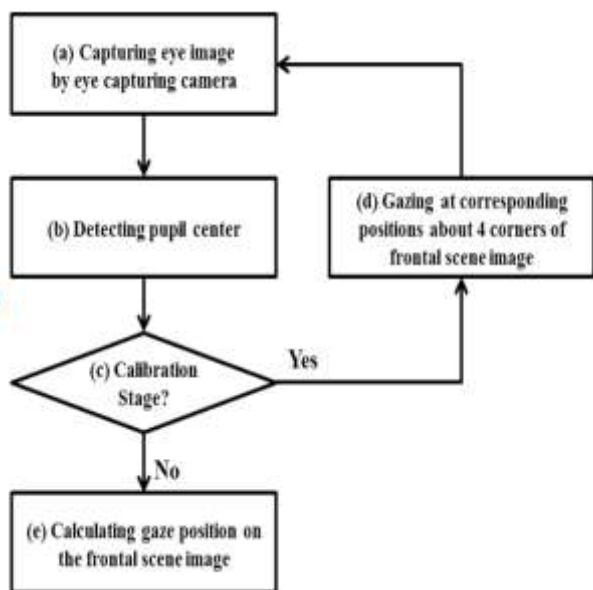 (a) Capturing eye image
by eye capturing camera
(b) Detecting pupil center
(d) Gazing at corresponding
positions about 4 corners of
frontal scene image
(c) Calibration
Stage?
Yes
No
(e) Calculating gaze position on
the frontal scene image